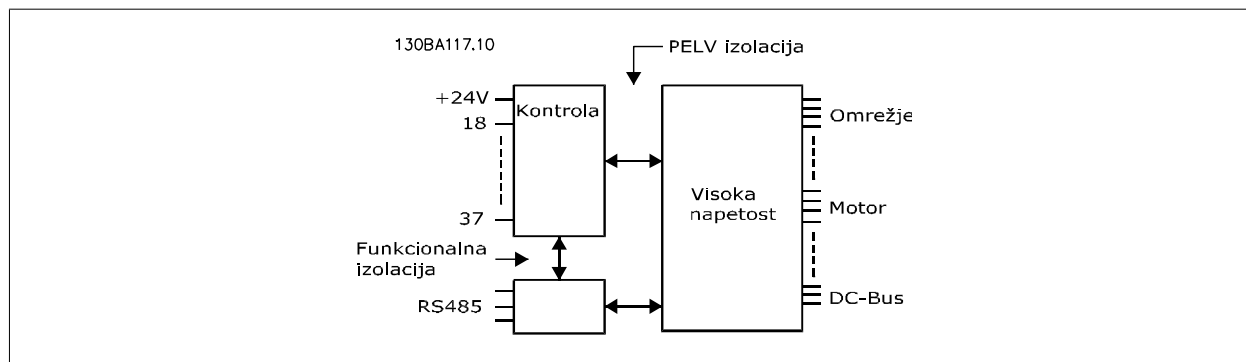 130BA117.10
PELV izolacija
+24V
Kontrola
18
37
Funkcionalna
izolacija
RS485
Visoka
napetost
Omrežje
Motor
DC-Bus